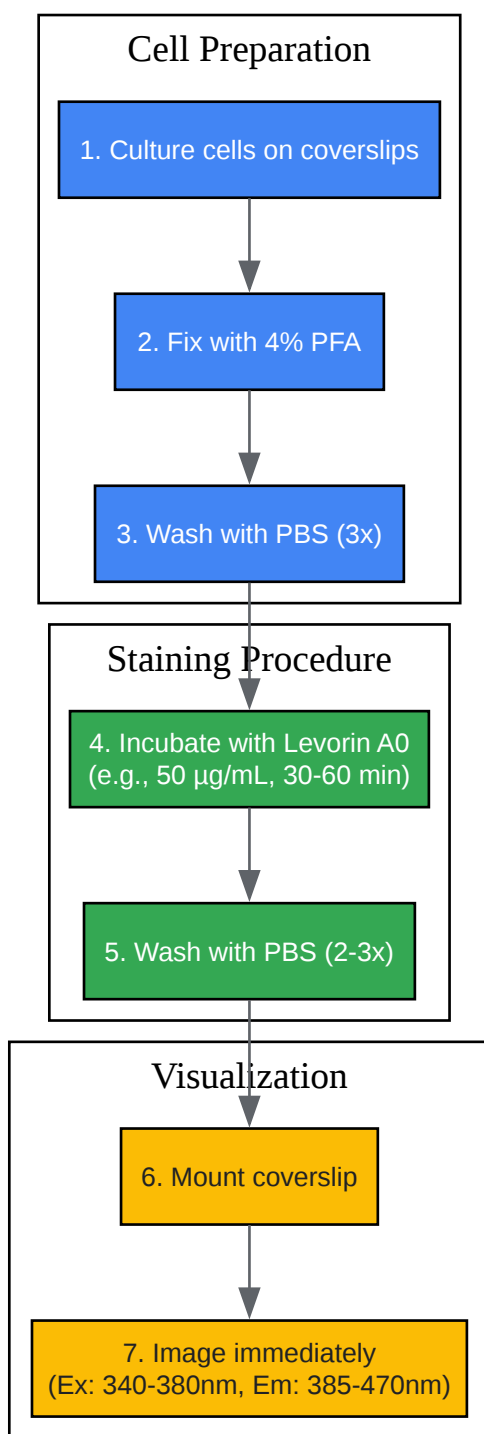 Cell Preparation
1. Culture cells on coverslips
2. Fix with 4% PFA
3. Wash with PBS (3x)
Staining Procedure
4. Incubate with Levorin A0
(e.g., 50 µg/mL, 30-60 min)
5. Wash with PBS (2-3x)
Visualization
6. Mount coverslip
7. Image immediately
(Ex: 340-380nm, Em: 385-470nm)